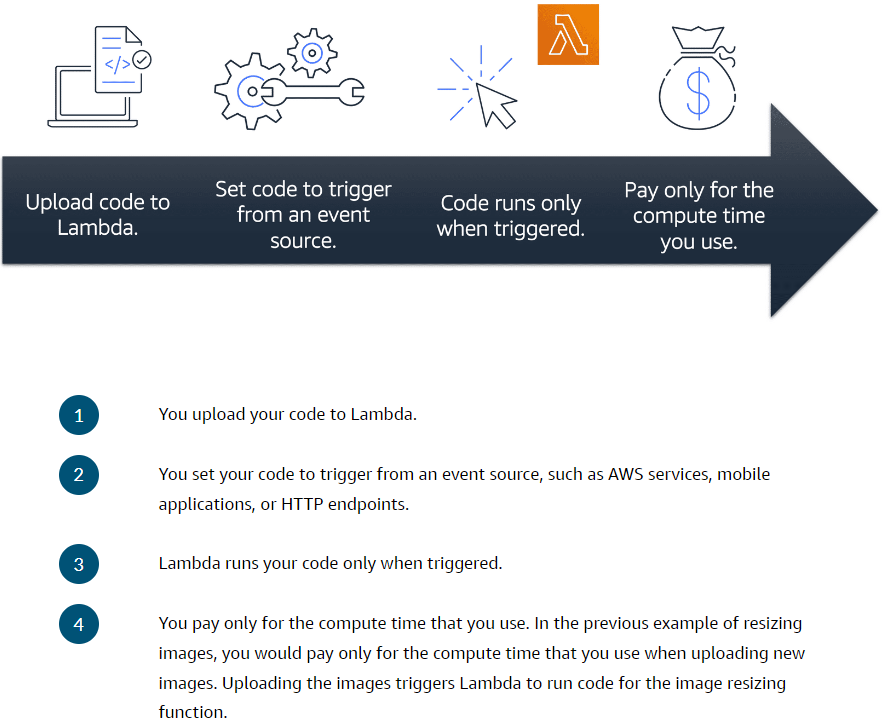 </>
$
Upload code to
Lambda.
Set code to trigger
from an event
source.
Code runs only
when triggered.
Pay only for the
compute time
you use.
1
You upload your code to Lambda.
2
You set your code to trigger from an event source, such as AWS services, mobile
applications, or HTTP endpoints.
3
Lambda runs your code only when triggered.
4
You pay only for the compute time that you use. In the previous example of resizing
images, you would pay only for the compute time that you use when uploading new
images. Uploading the images triggers Lambda to run code for the image resizing
function.